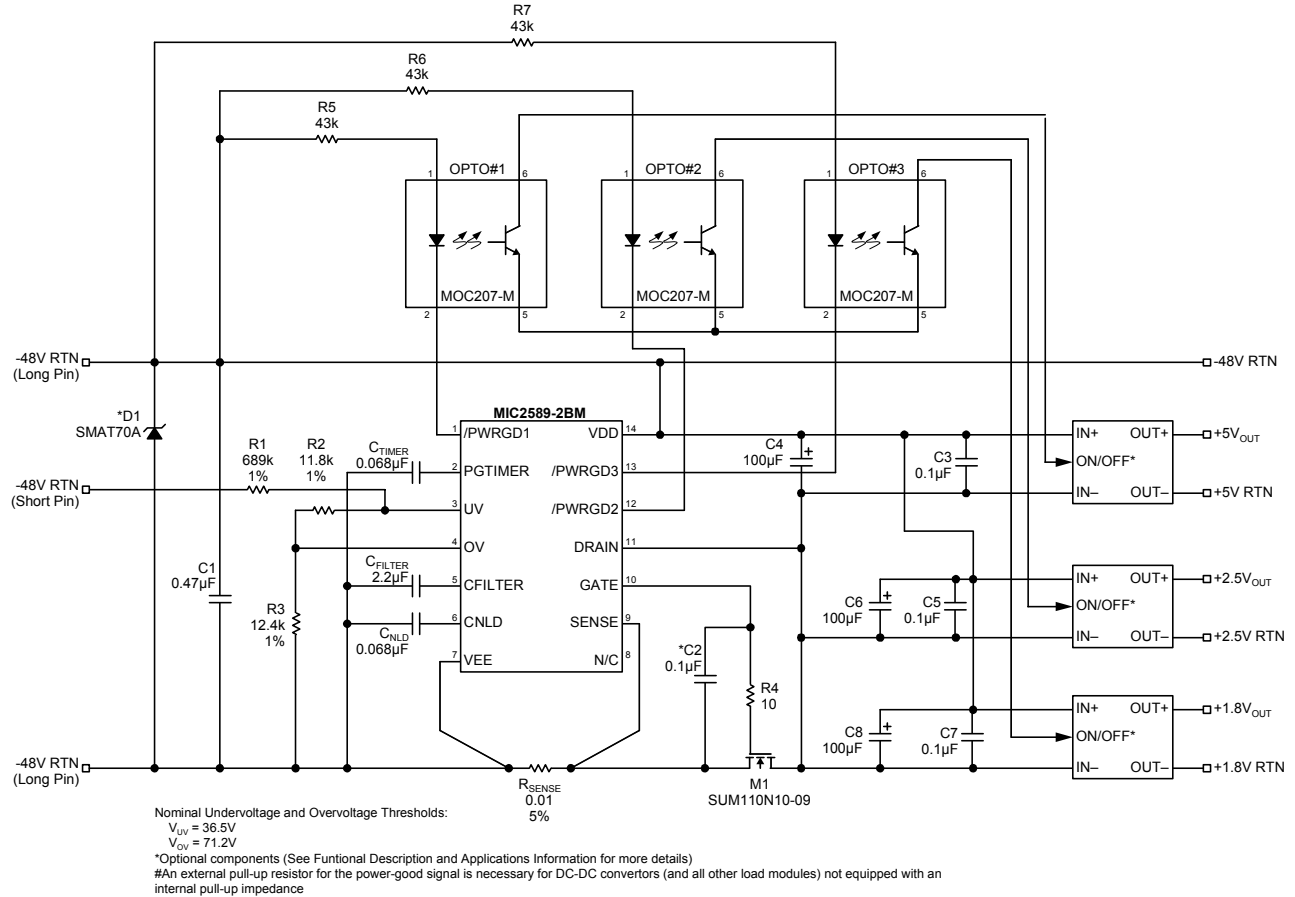 R7
43k
R6
43k
R5
43k
1
OPTO#1
6
1
OPTO#2
6
1
OPTO#3
6
MOC207-M
MOC207-M
MOC207-M
2
5
2
5
2
5
-48V RTN
(Long Pin)
-48V RTN
*D1
SMAT70A
MIC2589-2BM
1
/PWRGD1
VDD
14
R1
689k
1%
R2
11.8k
1%
CTIMER
0.068µF
2
PGTIMER
/PWRGD3
13
C4
100µF
+
C3
0.1µF
IN+
OUT+
+5VOUT
ON/OFF*
IN–
OUT–
+5V RTN
-48V RTN
(Short Pin)
3
UV
/PWRGD2
12
4
OV
DRAIN
11
C1
0.47µF
R3
12.4k
1%
CFILTER
2.2µF
5
CFILTER
GATE
10
CNLD
0.068µF
6
CNLD
SENSE
9
7
VEE
N/C
8
C6
100µF
+
C5
0.1µF
IN+
OUT+
+2.5VOUT
ON/OFF*
IN–
OUT–
+2.5V RTN
*C2
0.1µF
R4
10
C8
100µF
+
C7
0.1µF
IN+
OUT+
+1.8VOUT
ON/OFF*
IN–
OUT–
+1.8V RTN
-48V RTN
(Long Pin)
RSENSE
0.01
5%
M1
SUM110N10-09
Nominal Undervoltage and Overvoltage Thresholds:
VUV = 36.5V
VOV = 71.2V
*Optional components (See Funtional Description and Applications Information for more details)
#An external pull-up resistor for the power-good signal is necessary for DC-DC convertors (and all other load modules) not equipped with an
internal pull-up impedance